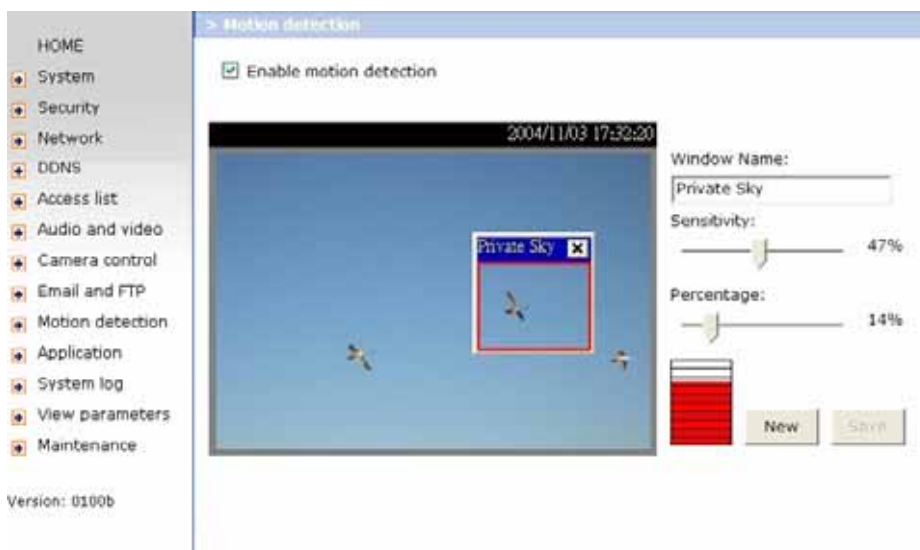 > Motion detection
HOME
System
Security
Network
DDNS
Access list
Audio and video
Camera control
Email and FTP
Motion detection
Application
System log
View parameters
Maintenance
Version: 0100b
Enable motion detection
2004/11/03 17:32:20
Private Sky
Window Name:
Private Sky
Sensitivity:
47%
Percentage:
14%
New
Save